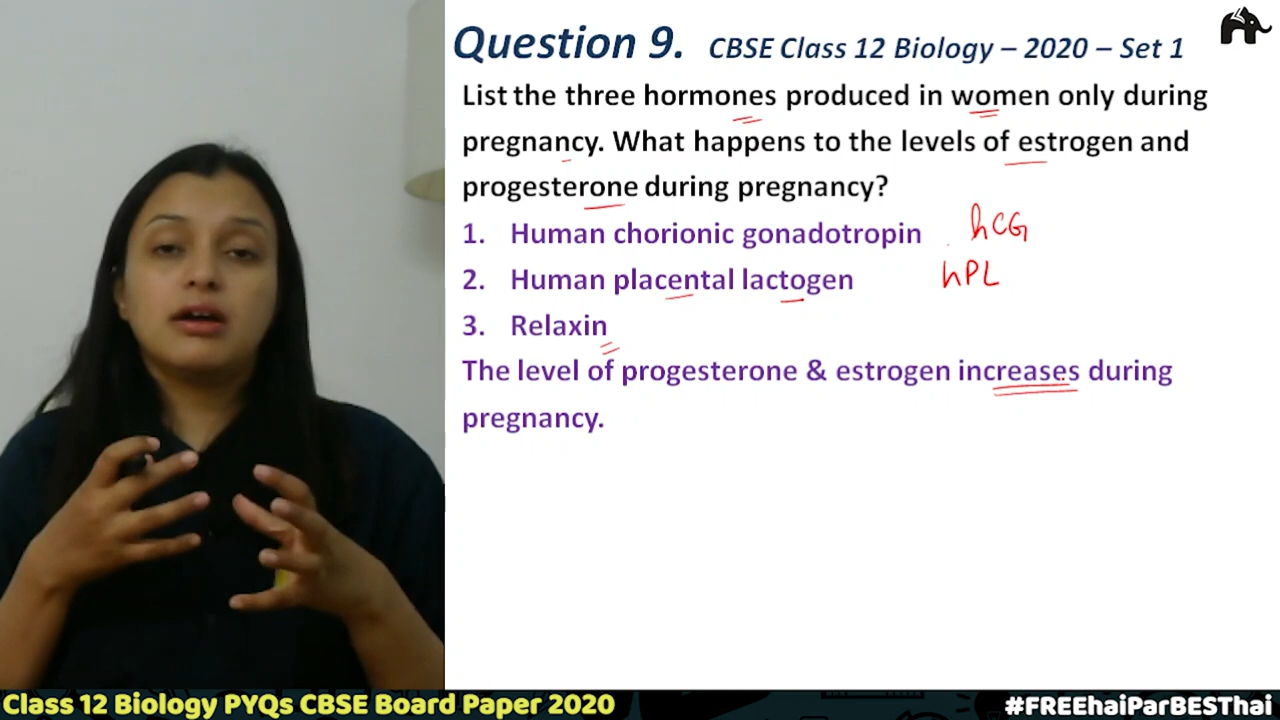 Question 9. CBSE Class 12 Biology – 2020 – Set 1
List the three hormones produced in women only during
pregnancy. What happens to the levels of estrogen and
progesterone during pregnancy?
1. Human chorionic gonadotropin hCG
2. Human placental lactogen hPL
3. Relaxin
The level of progesterone & estrogen increases during
pregnancy.
Class 12 Biology PYQs CBSE Board Paper 2020 #FREEhaiParBESThai